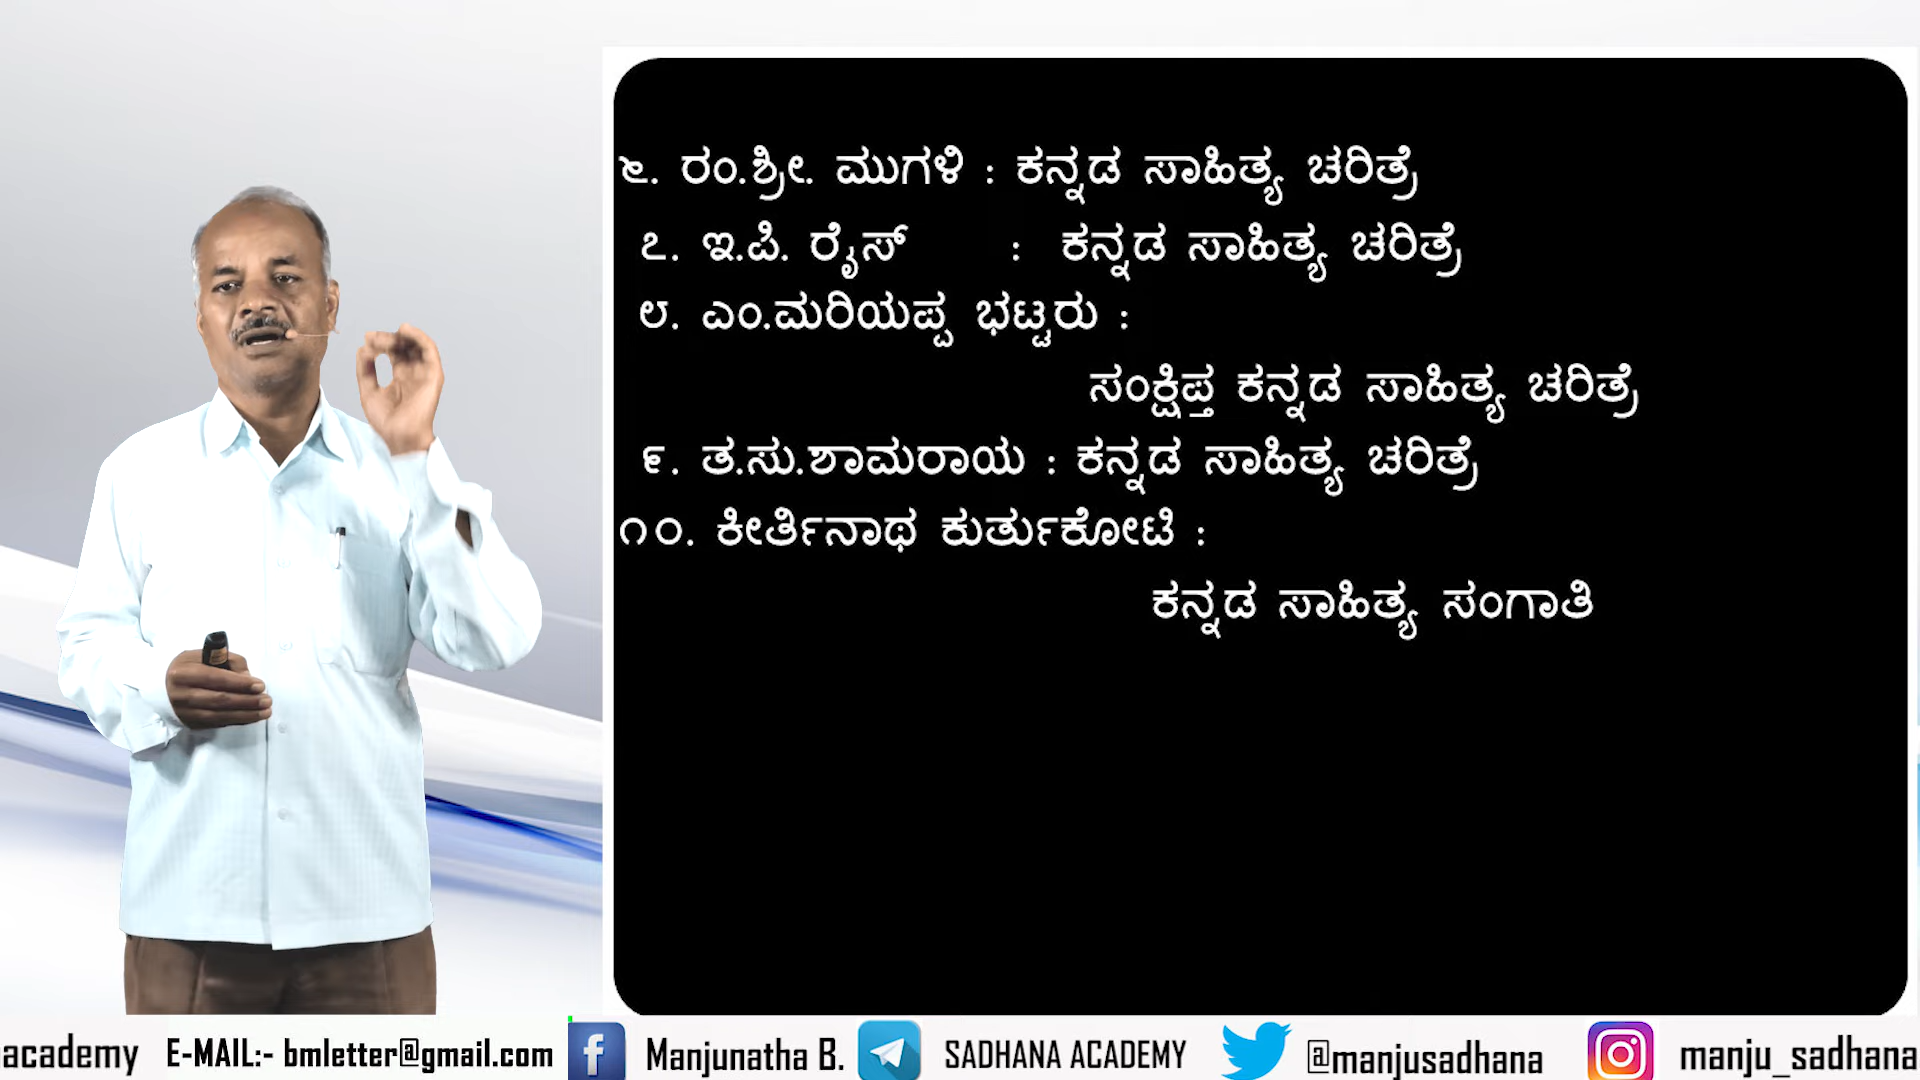 ೬. ರಂ.ಶ್ರೀ. ಮುಗಳಿ : ಕನ್ನಡ ಸಾಹಿತ್ಯ ಚರಿತ್ರೆ
೭. ಇ.ಪಿ. ರೈಸ್ : ಕನ್ನಡ ಸಾಹಿತ್ಯ ಚರಿತ್ರೆ
೮. ಎಂ.ಮರಿಯಪ್ಪ ಭಟ್ಟರು :
ಸಂಕ್ಷಿಪ್ತ ಕನ್ನಡ ಸಾಹಿತ್ಯ ಚರಿತ್ರೆ
೯. ತ.ಸು.ಶಾಮರಾಯ : ಕನ್ನಡ ಸಾಹಿತ್ಯ ಚರಿತ್ರೆ
೧೦. ಕೀರ್ತಿನಾಥ ಕುರ್ತುಕೋಟಿ :
ಕನ್ನಡ ಸಾಹಿತ್ಯ ಸಂಗಾತಿ
academy E-MAIL:- bmletter@gmail.com Manjunatha B. SADHANA ACADEMY @manjusadhana manju_sadhana